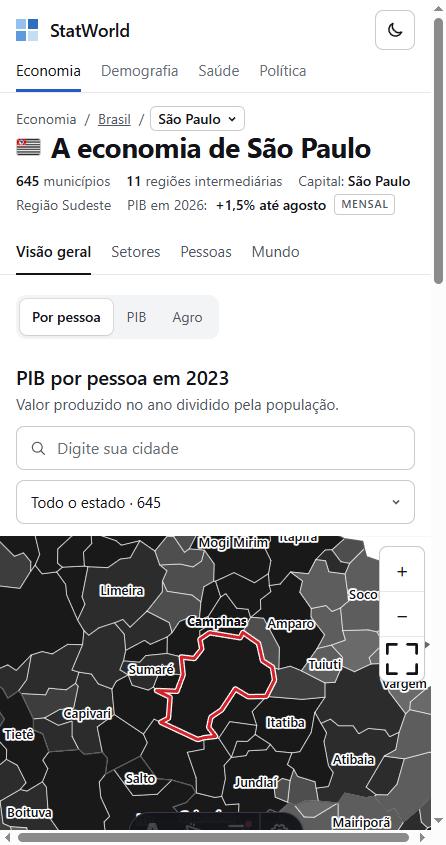 StatWorld
Economia Demografia Saúde Política
Economia / Brasil / São Paulo
A economia de São Paulo
645 municípios 11 regiões intermediárias Capital: São Paulo
Região Sudeste PIB em 2026: +1,5% até agosto MENSAL
Visão geral Setores Pessoas Mundo
Por pessoa PIB Agro
PIB por pessoa em 2023
Valor produzido no ano dividido pela população.
Digite sua cidade
Todo o estado · 645
Itapira
Mogi Mirim
+
Limeira
Soco
−
Campinas
Amparo
Sumaré
Tuiuti
Vargem
Capivari
Itatiba
Tietê
Atibaia
Salto
Jundiaí
Boituva
Mairiporã